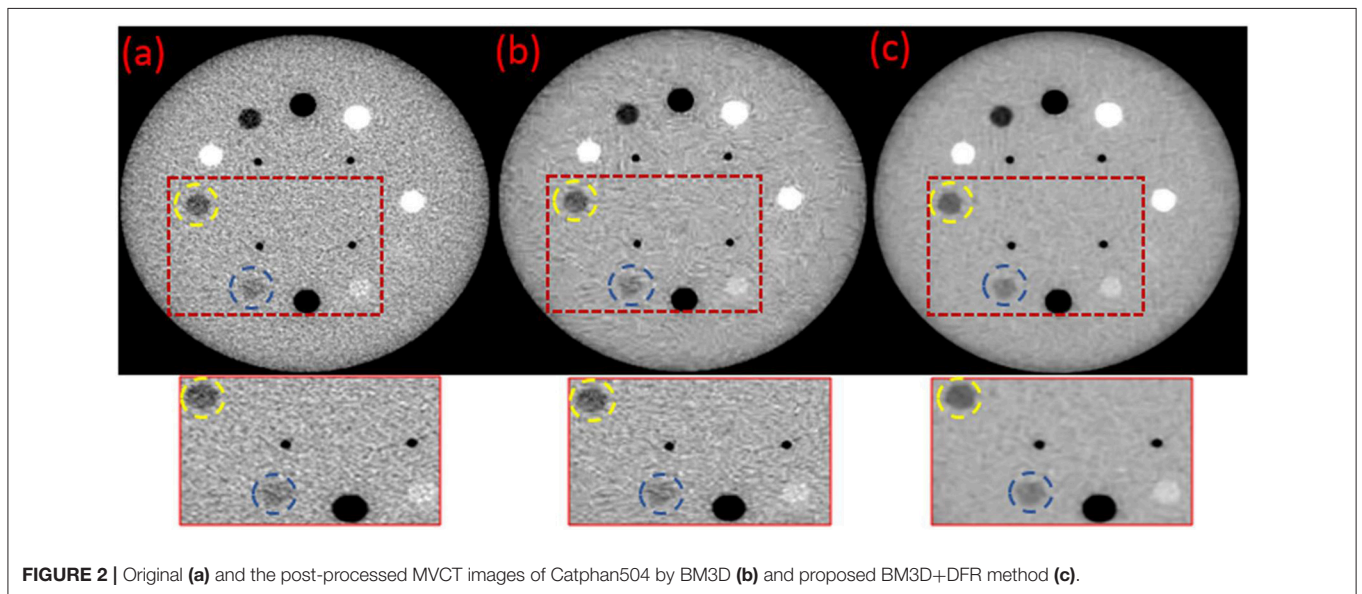 (a) (b) (c)
FIGURE 2 | Original (a) and the post-processed MVCT images of Catphan504 by BM3D (b) and proposed BM3D+DFR method (c).